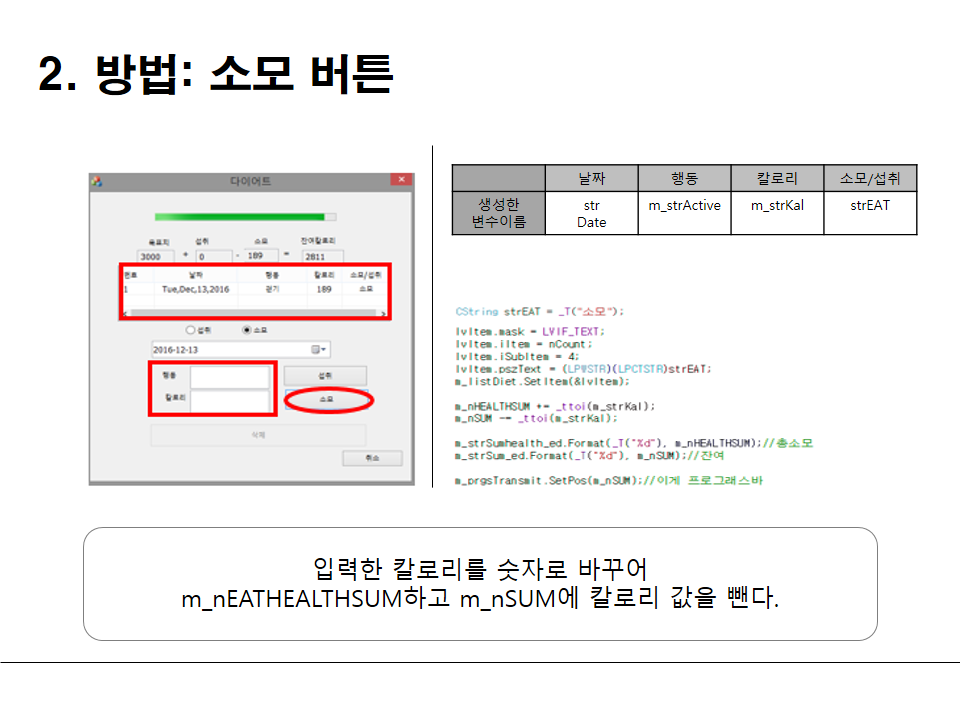 2. 방법: 소모 버튼
다이어트
목표치 섭취 소모 잔여칼로리
3000 + 0 - 189 = 2811
번호 날짜 행동 칼로리 소모/섭취
1 Tue,Dec,13,2016 걷기 189 소모
섭취 소모
2016-12-13
행동
섭취
칼로리
소모
삭제
취소
날짜 행동 칼로리 소모/섭취
생성한 변수이름
str Date
m_strActive m_strKal strEAT
CString strEAT = _T("소모");
lvItem.mask = LVIF_TEXT;
lvItem.iItem = nCount;
lvItem.iSubItem = 4;
lvItem.pszText = (LPWSTR)(LPCTSTR)strEAT;
m_listDiet.SetItem(&lvItem);
m_nHEALTHSUM += _ttoi(m_strKal);
m_nSUM -= _ttoi(m_strKal);
m_strSumhealth_ed.Format(_T("%d"), m_nHEALTHSUM);//총소모
m_strSum_ed.Format(_T("%d"), m_nSUM);//잔여
m_prgsTransmit.SetPos(m_nSUM);//이게 프로그래스바
입력한 칼로리를 숫자로 바꾸어
m_nEATHEALTHSUM하고 m_nSUM에 칼로리 값을 뺀다.